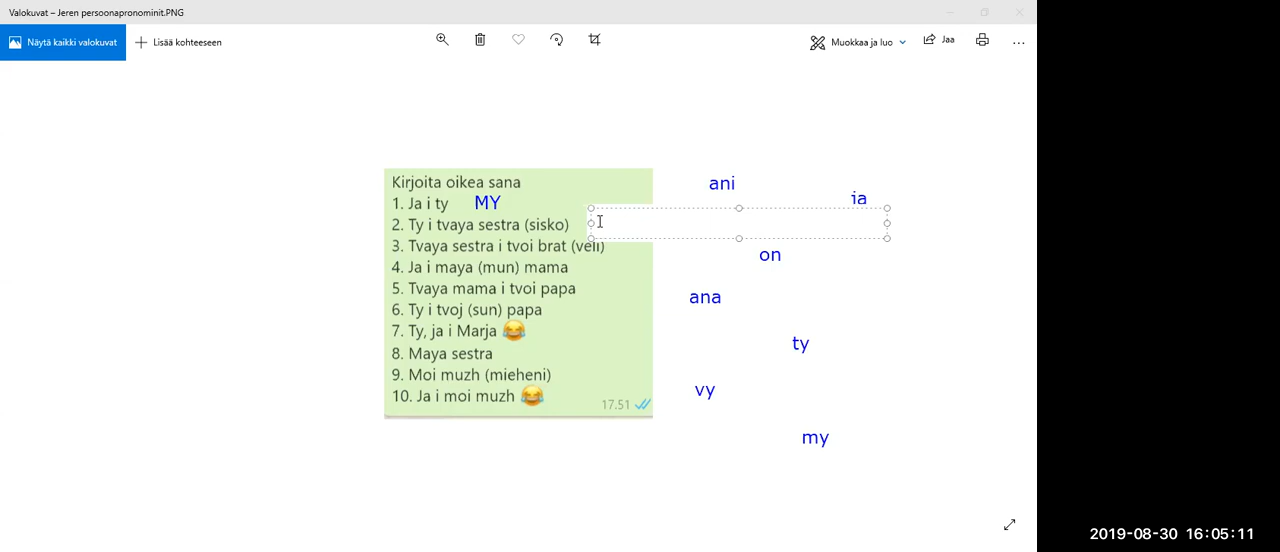 Valokuvat – Jeren persoonapronominit.PNG
Näytä kaikki valokuvat
Lisää kohteeseen
Muokkaa ja luo
Jaa
Kirjoita oikea sana
1. Ja i ty MY
2. Ty i tvaya sestra (sisko)
3. Tvaya sestra i tvoi brat (veli)
4. Ja i maya (mun) mama
5. Tvaya mama i tvoi papa
6. Ty i tvoj (sun) papa
7. Ty, ja i Marja 😂
8. Maya sestra
9. Moi muzh (mieheni)
10. Ja i moi muzh 😂
17.51
ani
ia
on
ana
ty
vy
my
2019-08-30 16:05:11